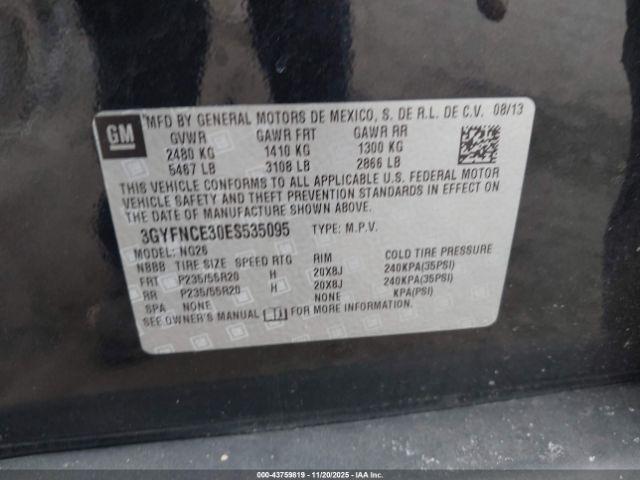 GM
MFD BY GENERAL MOTORS DE MEXICO, S. DE R.L. DE C.V. 08/13
GVWR GAWR FRT GAWR RR
2480 KG 1410 KG 1300 KG
5467 LB 3108 LB 2866 LB
THIS VEHICLE CONFORMS TO ALL APPLICABLE U.S. FEDERAL MOTOR
VEHICLE SAFETY AND THEFT PREVENTION STANDARDS IN EFFECT ON
THE DATE OF MANUFACTURE SHOWN ABOVE.
3GYFNCE30ES535095 TYPE: M.P.V.
MODEL: NG26
NBBB TIRE SIZE SPEED RTG RIM COLD TIRE PRESSURE
FRT P235/55R20 H 20X8J 240KPA(35PSI)
RR P235/55R20 H 20X8J 240KPA(35PSI)
SPA NONE NONE KPA(PSI)
SEE OWNER'S MANUAL FOR MORE INFORMATION.
000-43759819 | 11/20/2025 | IAAI.COM